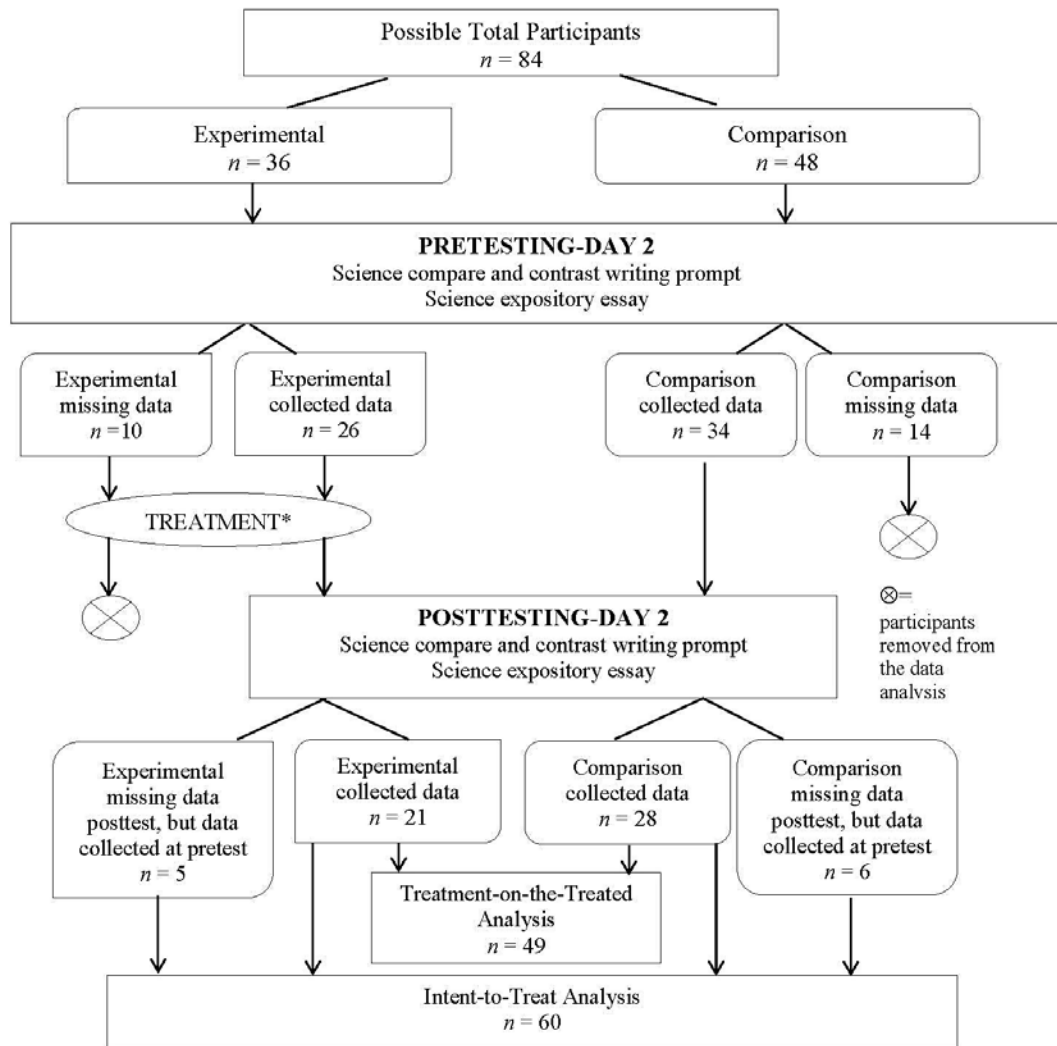 Possible Total Participants
n = 84
Experimental
n = 36
Comparison
n = 48
PRETESTING-DAY 2
Science compare and contrast writing prompt
Science expository essay
Experimental
missing data
n =10
Experimental
collected data
n = 26
Comparison
collected data
n = 34
Comparison
missing data
n = 14
TREATMENT*
POSTTESTING-DAY 2
Science compare and contrast writing prompt
Science expository essay
⊗=
participants
removed from
the data
analysis
Experimental
missing data
posttest, but data
collected at pretest
n = 5
Experimental
collected data
n = 21
Comparison
collected data
n = 28
Comparison
missing data
posttest, but data
collected at pretest
n = 6
Treatment-on-the-Treated
Analysis
n = 49
Intent-to-Treat Analysis
n = 60